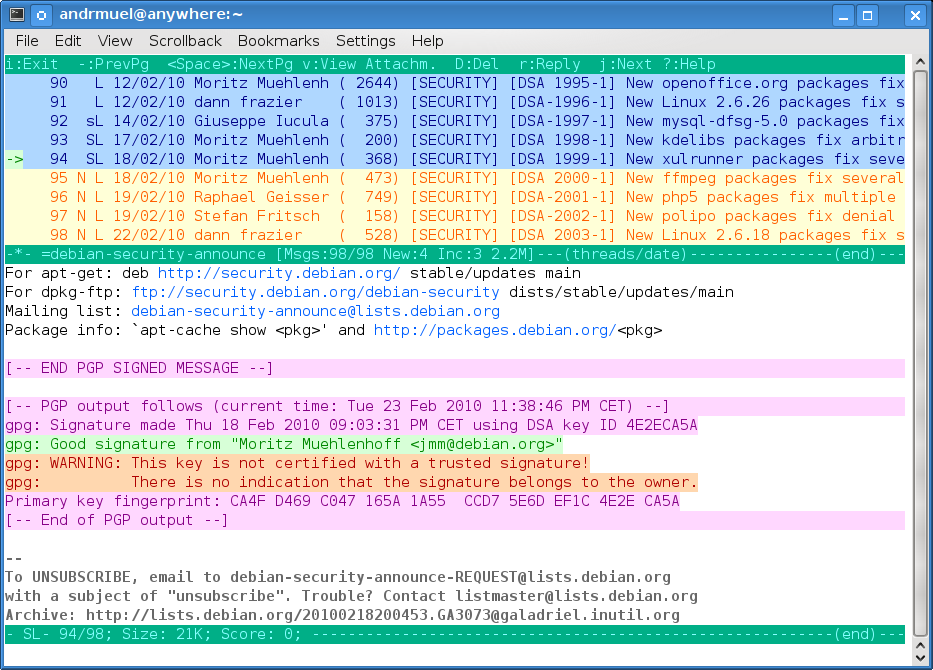 andrmuel@anywhere:~
File Edit View Scrollback Bookmarks Settings Help
i:Exit  -:PrevPg  <Space>:NextPg v:View Attachm.  D:Del  r:Reply  j:Next ?:Help
     90   L 12/02/10 Moritz Muehlenh ( 2644) [SECURITY] [DSA 1995-1] New openoffice.org packages fix
     91   L 12/02/10 dann frazier    ( 1013) [SECURITY] [DSA-1996-1] New Linux 2.6.26 packages fix s
     92  sL 14/02/10 Giuseppe Iucula (  375) [SECURITY] [DSA-1997-1] New mysql-dfsg-5.0 packages fix
     93  SL 17/02/10 Moritz Muehlenh (  200) [SECURITY] [DSA 1998-1] New kdelibs packages fix arbitr
->   94  SL 18/02/10 Moritz Muehlenh (  368) [SECURITY] [DSA 1999-1] New xulrunner packages fix seve
     95 N L 18/02/10 Moritz Muehlenh (  473) [SECURITY] [DSA 2000-1] New ffmpeg packages fix several
     96 N L 19/02/10 Raphael Geisser (  749) [SECURITY] [DSA-2001-1] New php5 packages fix multiple
     97 N L 19/02/10 Stefan Fritsch  (  158) [SECURITY] [DSA-2002-1] New polipo packages fix denial
     98 N L 22/02/10 dann frazier    (  528) [SECURITY] [DSA 2003-1] New Linux 2.6.18 packages fix s
-*- =debian-security-announce [Msgs:98/98 New:4 Inc:3 2.2M]---(threads/date)----------------(end)---
For apt-get: deb http://security.debian.org/ stable/updates main
For dpkg-ftp: ftp://security.debian.org/debian-security dists/stable/updates/main
Mailing list: debian-security-announce@lists.debian.org
Package info: `apt-cache show <pkg>' and http://packages.debian.org/<pkg>
[-- END PGP SIGNED MESSAGE --]
[-- PGP output follows (current time: Tue 23 Feb 2010 11:38:46 PM CET) --]
gpg: Signature made Thu 18 Feb 2010 09:03:31 PM CET using DSA key ID 4E2ECA5A
gpg: Good signature from "Moritz Muehlenhoff <jmm@debian.org>"
gpg: WARNING: This key is not certified with a trusted signature!
gpg:          There is no indication that the signature belongs to the owner.
Primary key fingerprint: CA4F D469 C047 165A 1A55  CCD7 5E6D EF1C 4E2E CA5A
[-- End of PGP output --]
--
To UNSUBSCRIBE, email to debian-security-announce-REQUEST@lists.debian.org
with a subject of "unsubscribe". Trouble? Contact listmaster@lists.debian.org
Archive: http://lists.debian.org/20100218200453.GA3073@galadriel.inutil.org
- SL- 94/98; Size: 21K; Score: 0; ----------------------------------------------------------(end)---